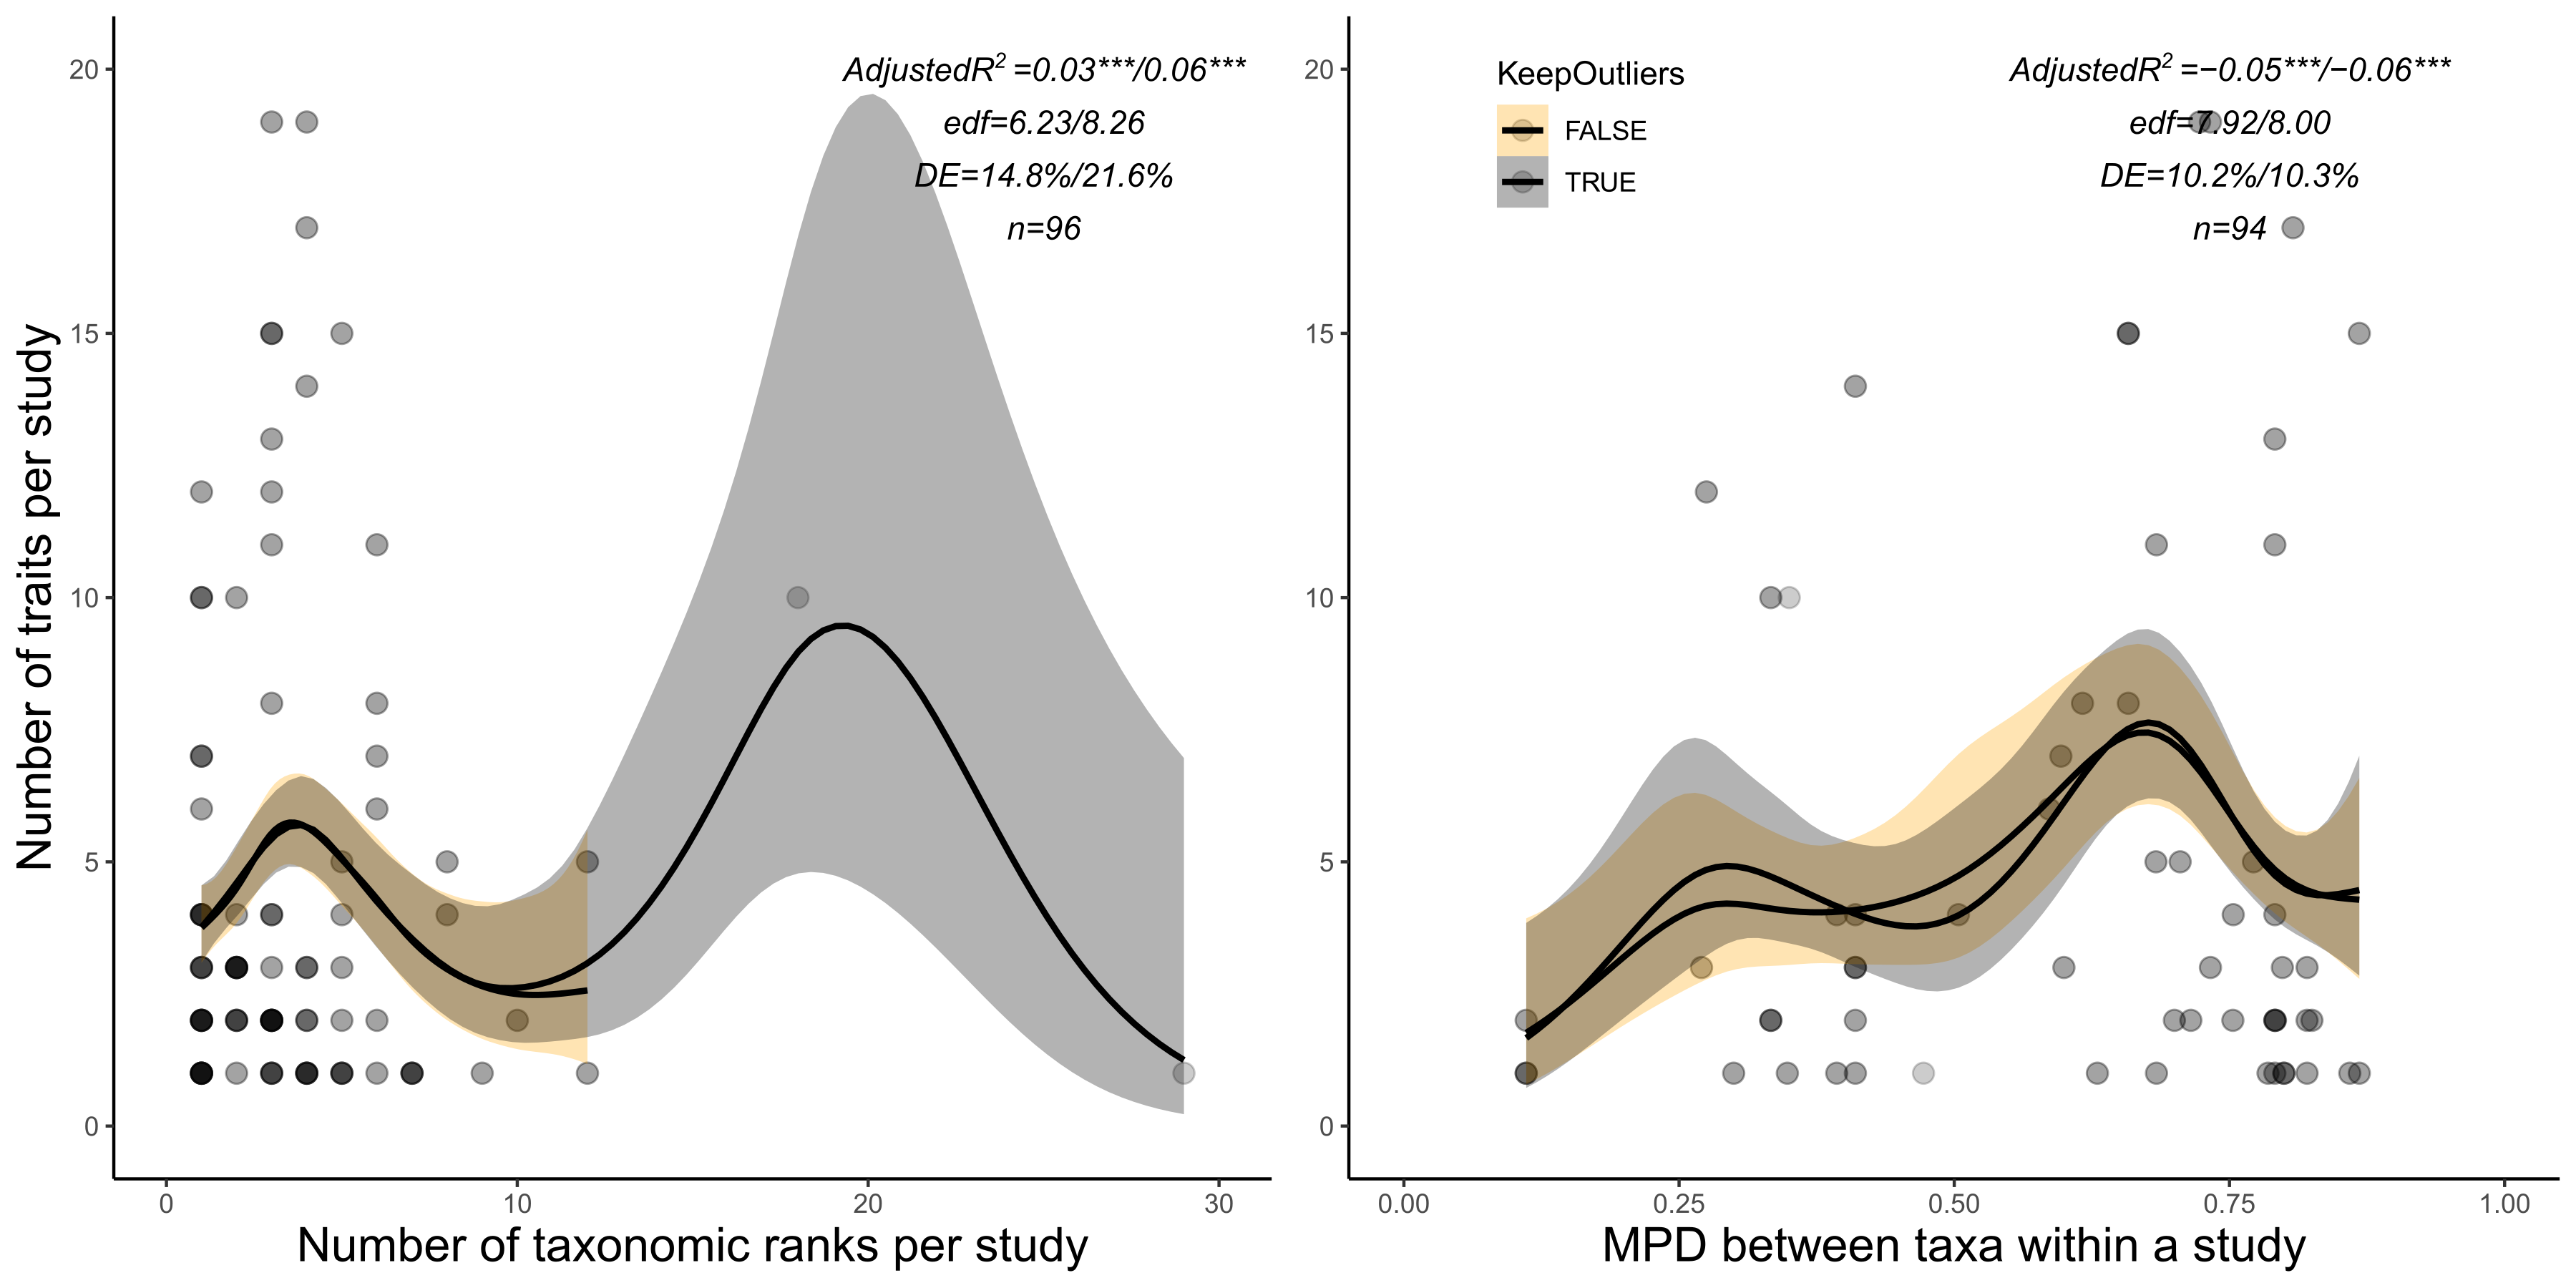 AdjustedR² =0.03***/0.06***
edf=6.23/8.26
DE=14.8%/21.6%
n=96
Number of traits per study
20
15
10
5
0
0 10 20 30
Number of taxonomic ranks per study
KeepOutliers
FALSE
TRUE
AdjustedR² =−0.05***/−0.06***
edf=7.92/8.00
DE=10.2%/10.3%
n=94
20
15
10
5
0
0.00 0.25 0.50 0.75 1.00
MPD between taxa within a study